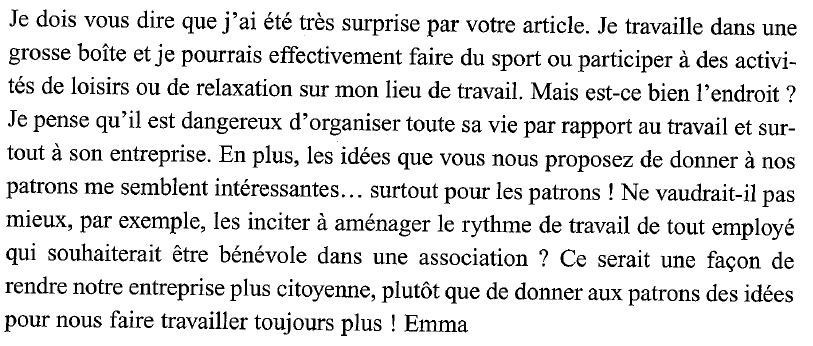 Je dois vous dire que j'ai été très surprise par votre article. Je travaille dans une
grosse boîte et je pourrais effectivement faire du sport ou participer à des activi-
tés de loisirs ou de relaxation sur mon lieu de travail. Mais est-ce bien l'endroit ?
Je pense qu'il est dangereux d'organiser toute sa vie par rapport au travail et sur-
tout à son entreprise. En plus, les idées que vous nous proposez de donner à nos
patrons me semblent intéressantes… surtout pour les patrons ! Ne vaudrait-il pas
mieux, par exemple, les inciter à aménager le rythme de travail de tout employé
qui souhaiterait être bénévole dans une association ? Ce serait une façon de
rendre notre entreprise plus citoyenne, plutôt que de donner aux patrons des idées
pour nous faire travailler toujours plus ! Emma